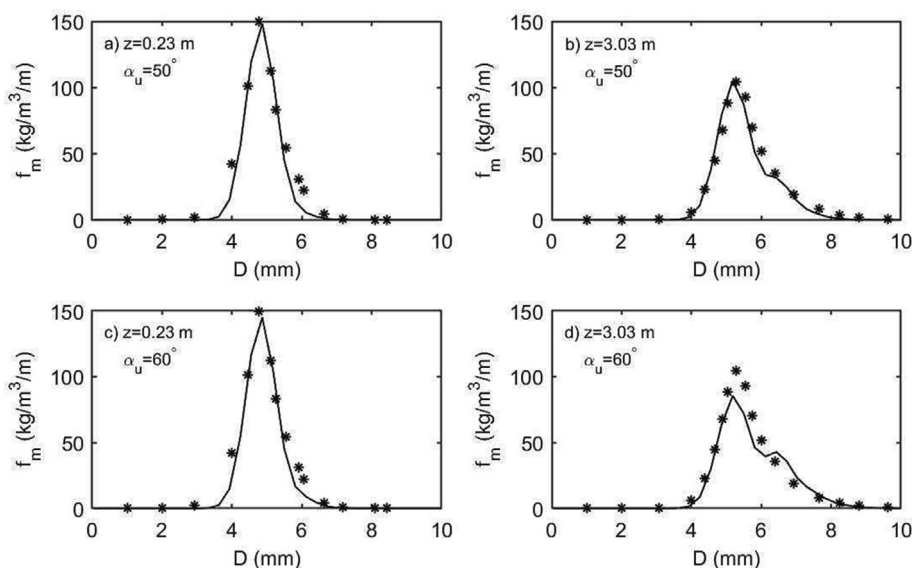 150
100
50
0
f_m (kg/m³/m)
a) z=0.23 m
α_u=50°
0 2 4 6 8 10
D (mm)
150
100
50
0
f_m (kg/m³/m)
b) z=3.03 m
α_u=50°
0 2 4 6 8 10
D (mm)
150
100
50
0
f_m (kg/m³/m)
c) z=0.23 m
α_u=60°
0 2 4 6 8 10
D (mm)
150
100
50
0
f_m (kg/m³/m)
d) z=3.03 m
α_u=60°
0 2 4 6 8 10
D (mm)